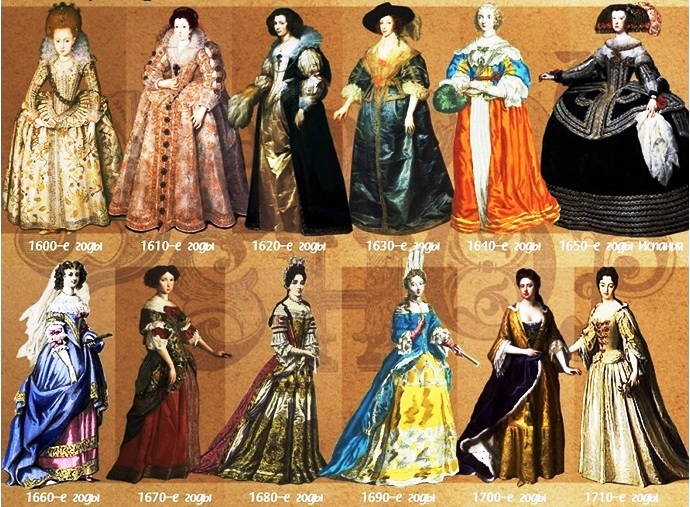 1600-е годы
1610-е годы
1620-е годы
1630-е годы
1640-е годы
1650-е годы Испания
1660-е годы
1670-е годы
1680-е годы
1690-е годы
1700-е годы
1710-е годы